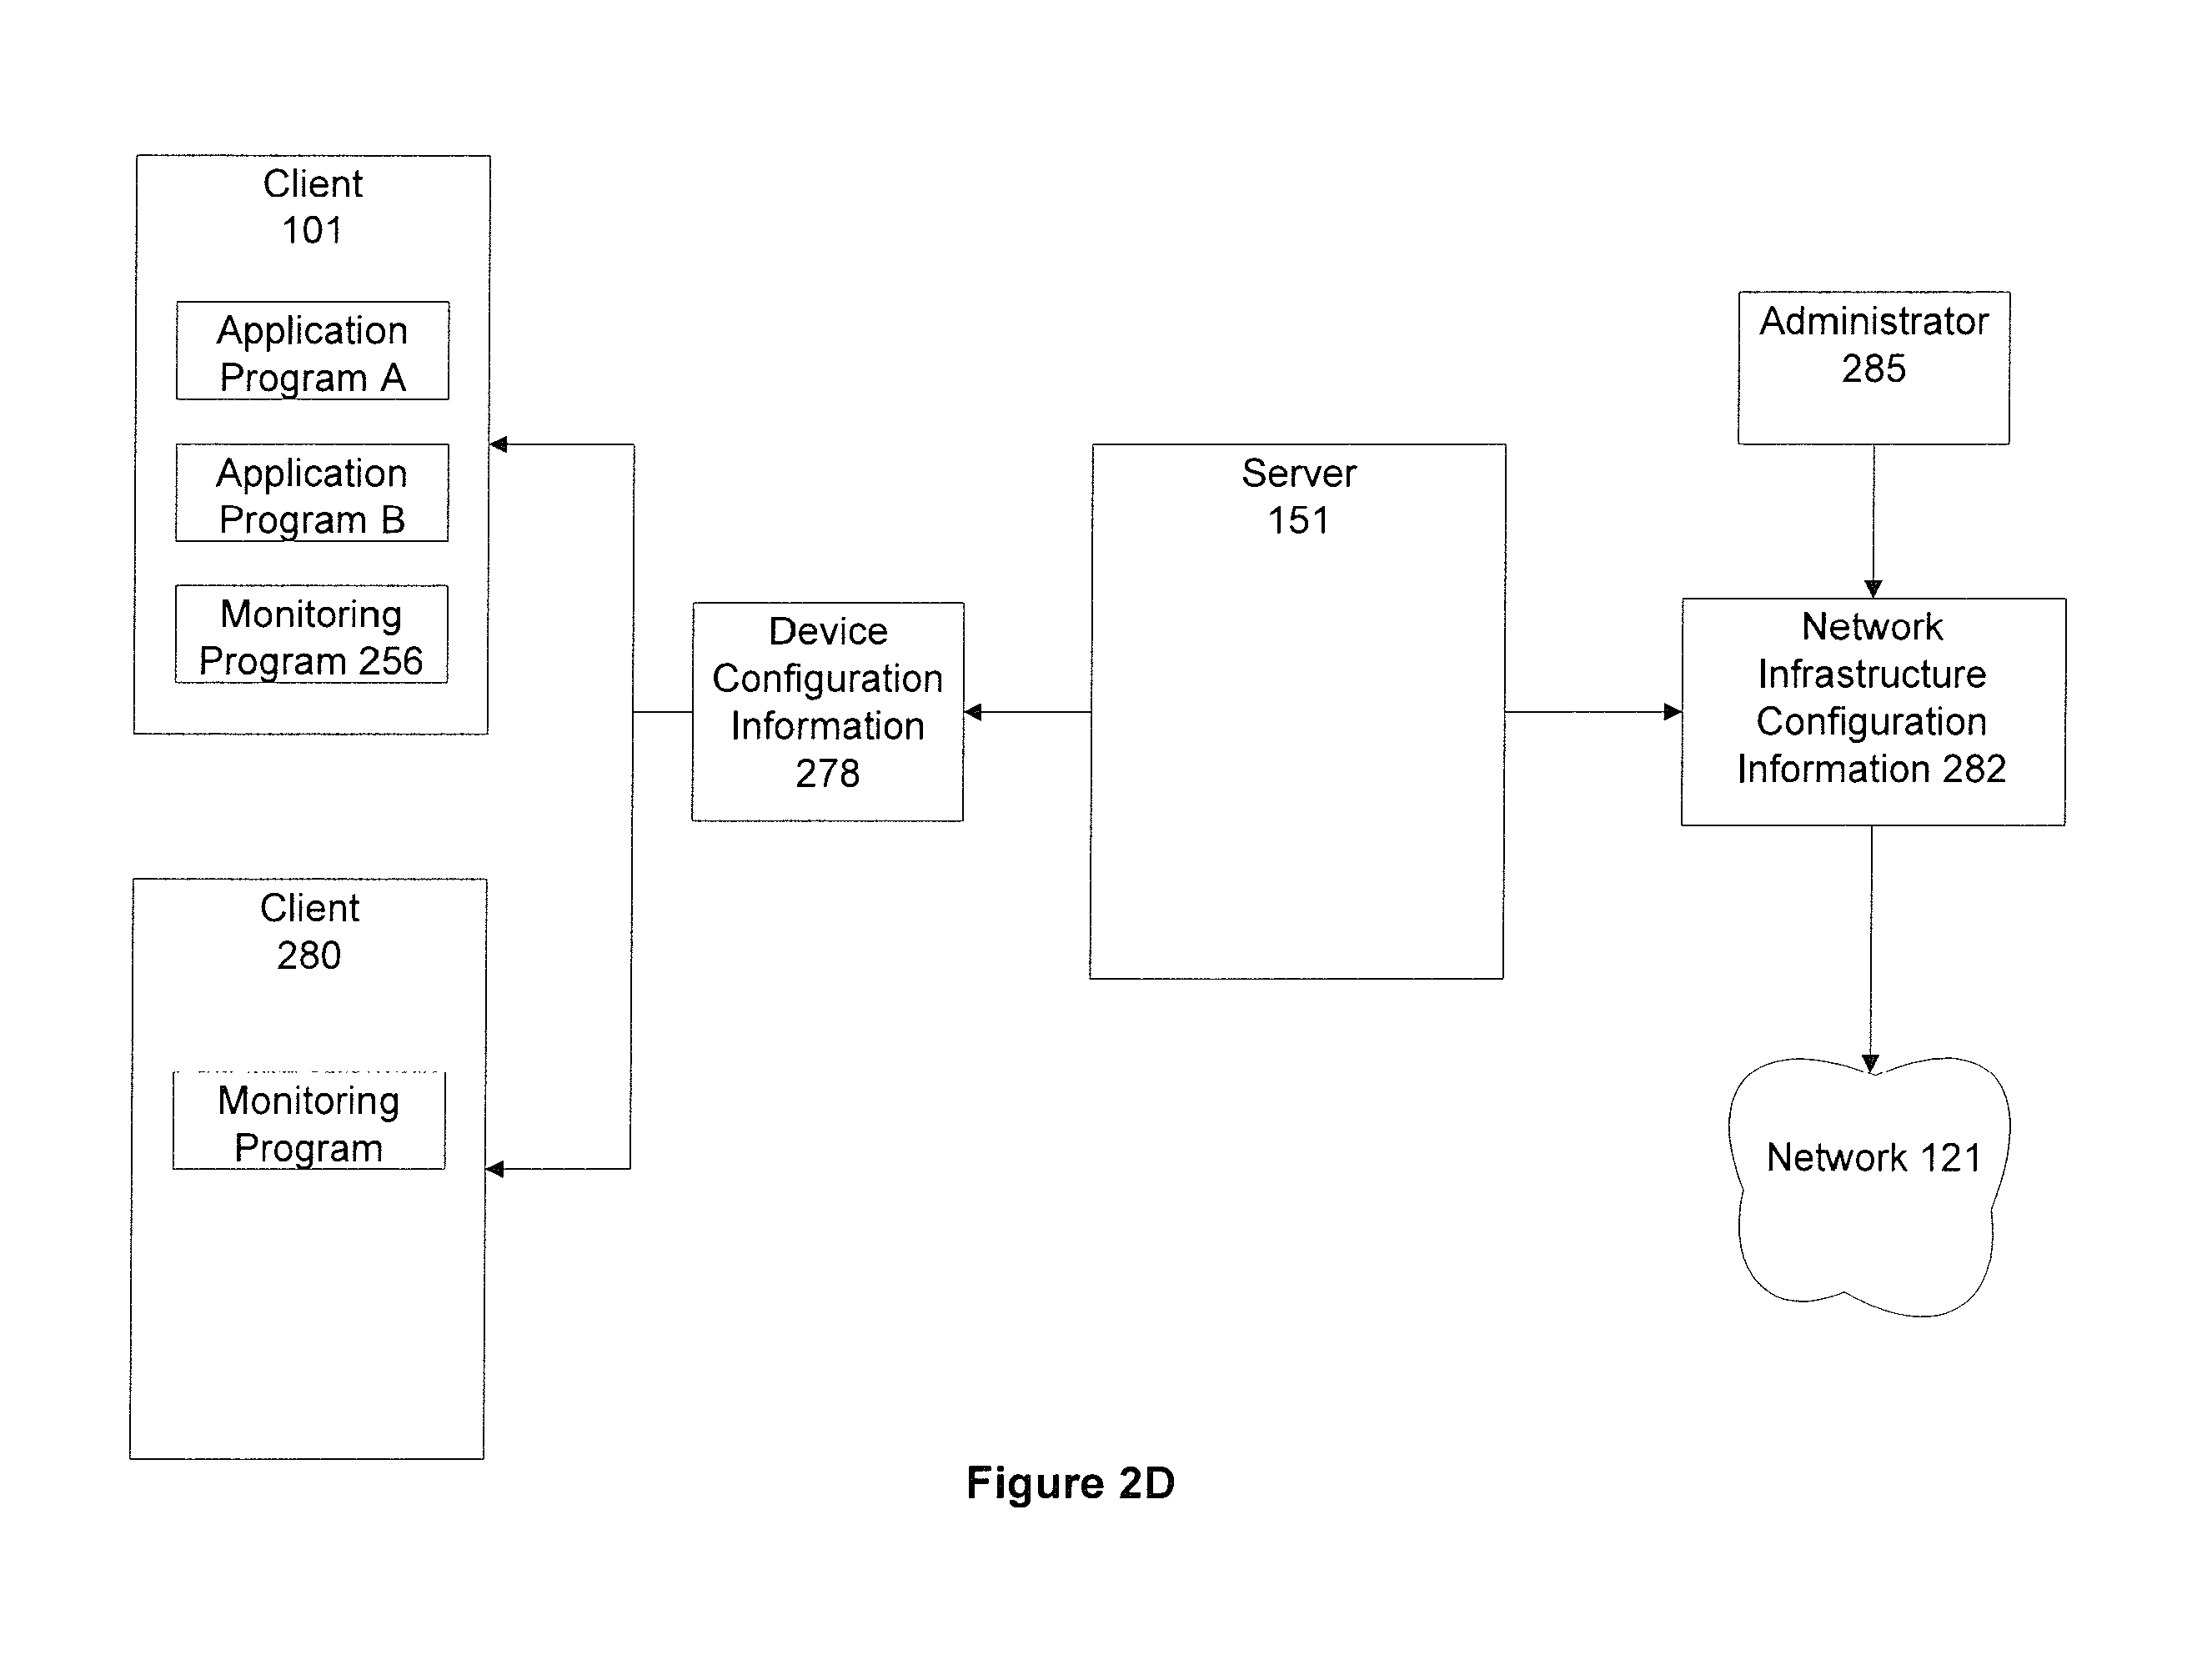 Client
101
Application
Program A
Application
Program B
Monitoring
Program 256
Client
280
Monitoring
Program
Device
Configuration
Information
278
Server
151
Administrator
285
Network
Infrastructure
Configuration
Information 282
Network 121
Figure 2D